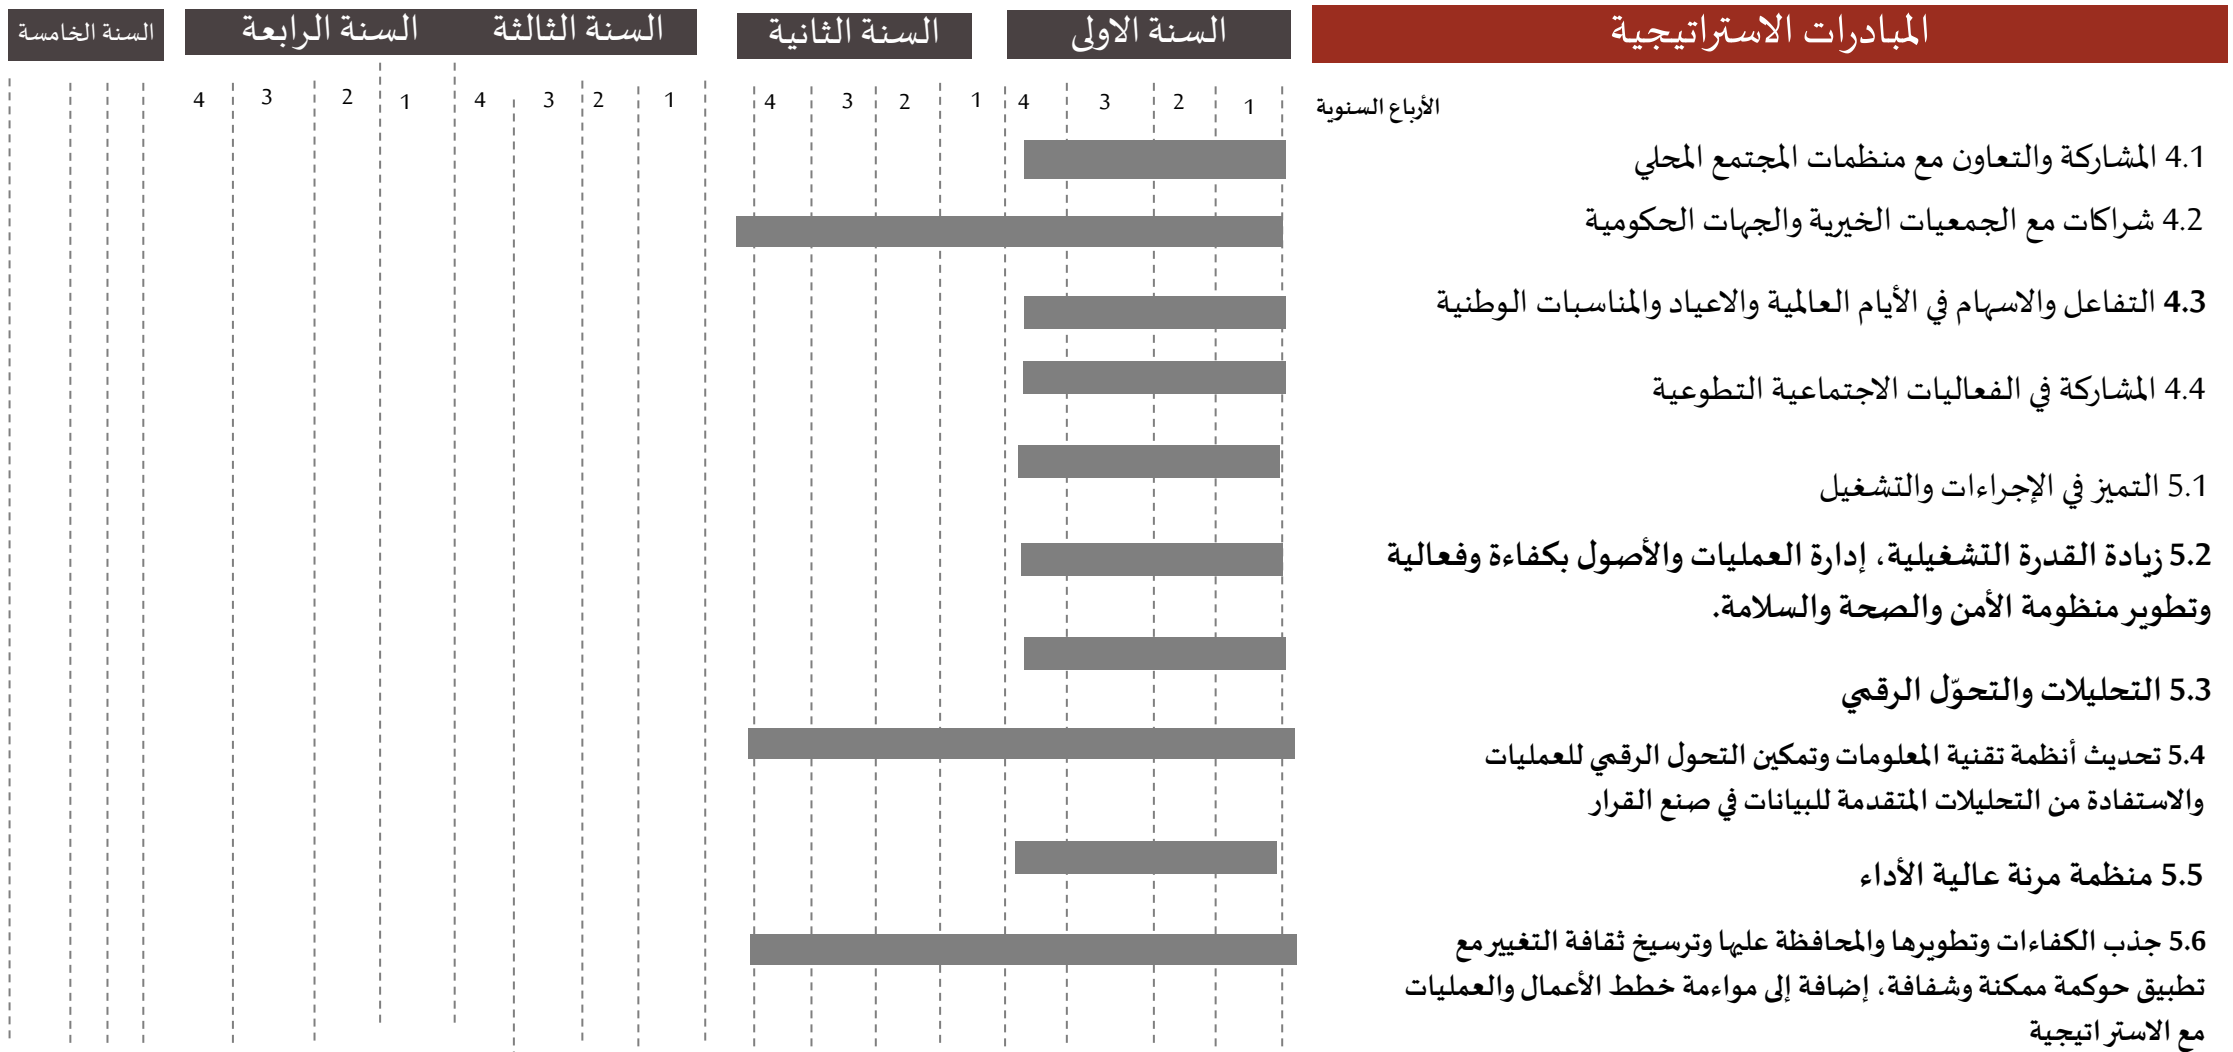 المبادرات الاستراتيجية
السنة الاولى
السنة الثانية
السنة الثالثة
السنة الرابعة
السنة الخامسة
الأرباع السنوية
1 2 3 4 1 2 3 4 1 2 3 4 1 2 3 4
4.1 المشاركة والتعاون مع منظمات المجتمع المحلي
4.2 شراكات مع الجمعيات الخيرية والجهات الحكومية
4.3 التفاعل والاسهام في الأيام العالمية والاعياد والمناسبات الوطنية
4.4 المشاركة في الفعاليات الاجتماعية التطوعية
5.1 التميز في الإجراءات والتشغيل
5.2 زيادة القدرة التشغيلية، إدارة العمليات والأصول بكفاءة وفعالية
وتطوير منظومة الأمن والصحة والسلامة.
5.3 التحليلات والتحوّل الرقمي
5.4 تحديث أنظمة تقنية المعلومات وتمكين التحول الرقمي للعمليات
والاستفادة من التحليلات المتقدمة للبيانات في صنع القرار
5.5 منظمة مرنة عالية الأداء
5.6 جذب الكفاءات وتطويرها والمحافظة عليها وترسيخ ثقافة التغيير مع
تطبيق حوكمة ممكنة وشفافة، إضافة إلى مواءمة خطط الأعمال والعمليات
مع الاستراتيجية